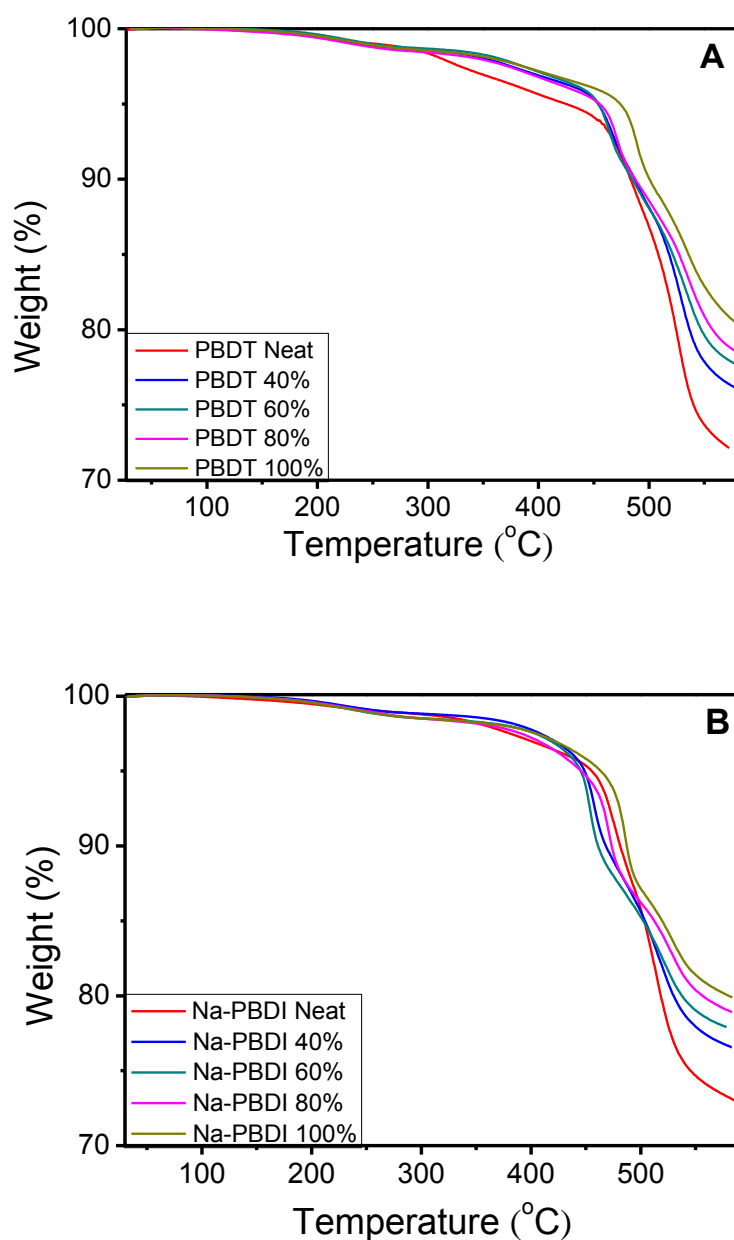 A
100
90
80
70
Weight (%)
PBDT Neat
PBDT 40%
PBDT 60%
PBDT 80%
PBDT 100%
100 200 300 400 500
Temperature (°C)
B
100
90
80
70
Weight (%)
Na-PBDI Neat
Na-PBDI 40%
Na-PBDI 60%
Na-PBDI 80%
Na-PBDI 100%
100 200 300 400 500
Temperature (°C)